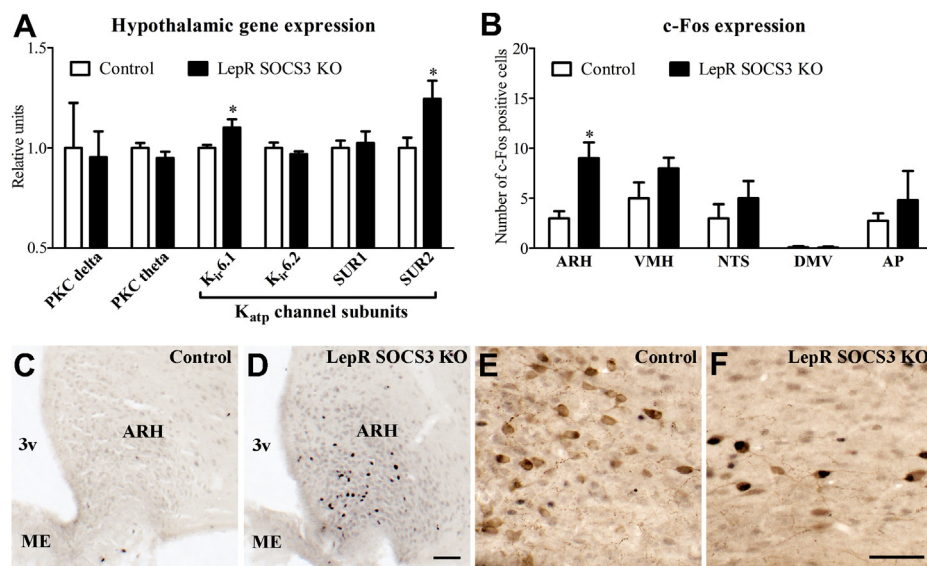 A
Hypothalamic gene expression
Control
LepR SOCS3 KO
Relative units
1.5
1.0
0.5
*
*
PKC delta
PKC theta
Kir6.1
Kir6.2
SUR1
SUR2
Katp channel subunits
B
c-Fos expression
Control
LepR SOCS3 KO
Number of c-Fos positive cells
20
15
10
5
0
*
ARH
VMH
NTS
DMV
AP
C
Control
ARH
3v
ME
D
LepR SOCS3 KO
ARH
3v
ME
E
Control
F
LepR SOCS3 KO